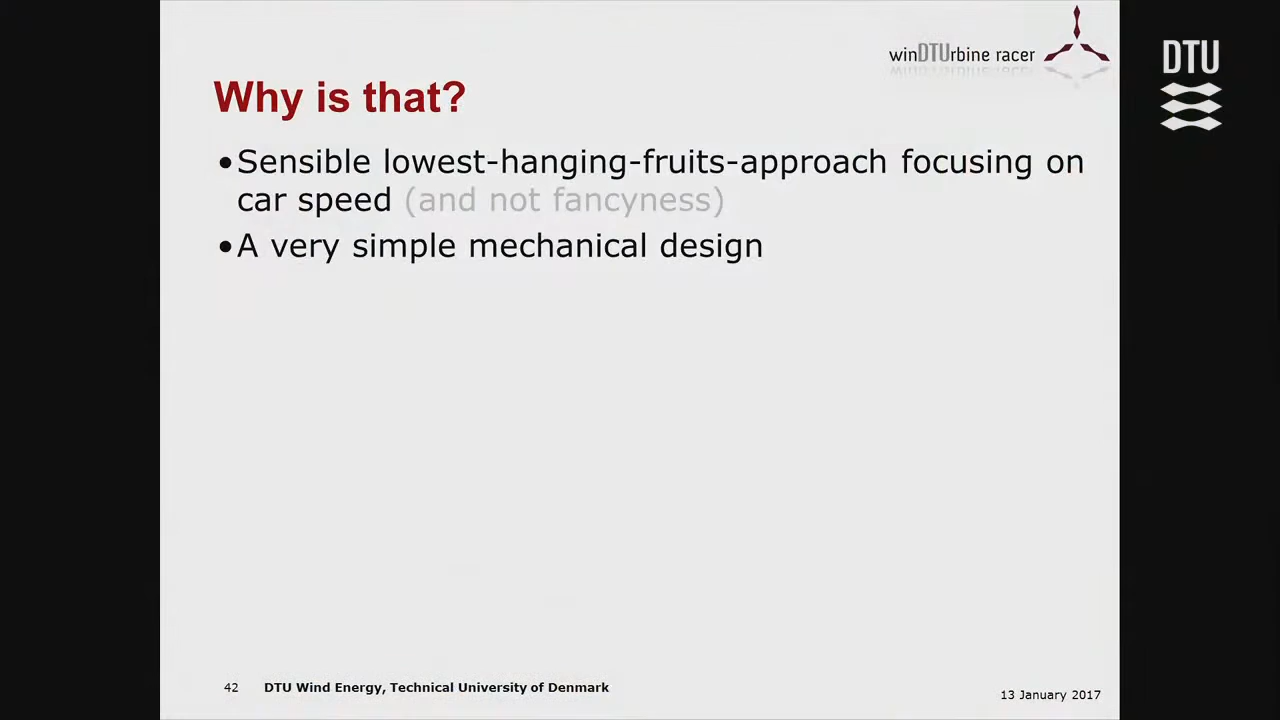 winDTUrbine racer
DTU
Why is that?
•Sensible lowest-hanging-fruits-approach focusing on
car speed (and not fancyness)
•A very simple mechanical design
42 DTU Wind Energy, Technical University of Denmark
13 January 2017